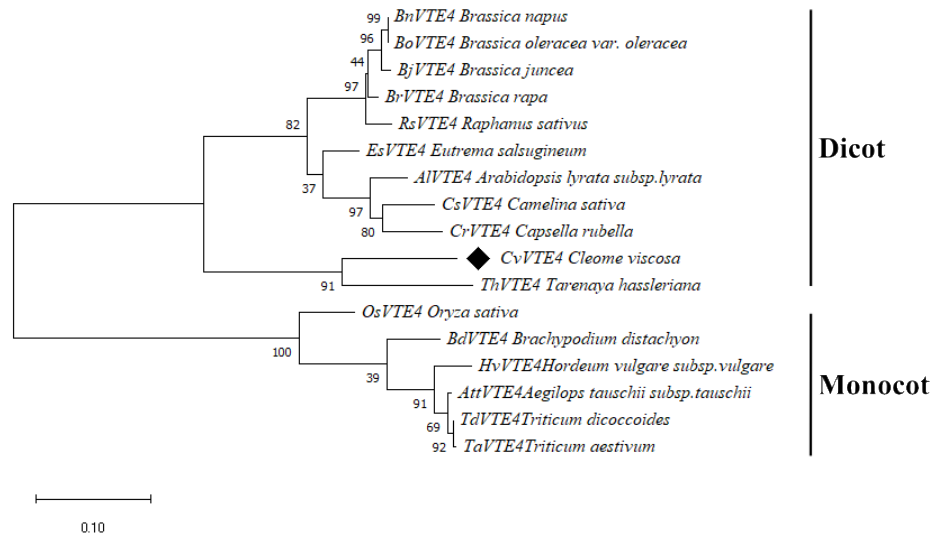 99 BnVTE4 Brassica napus
96 BoVTE4 Brassica oleracea var. oleracea
44 BjVTE4 Brassica juncea
97 BrVTE4 Brassica rapa
82 RsVTE4 Raphanus sativus
Dicot
EsVTE4 Eutrema salsugineum
37 AlVTE4 Arabidopsis lyrata subsp.lyrata
97 CsVTE4 Camelina sativa
80 CrVTE4 Capsella rubella
CvVTE4 Cleome viscosa
91 ThVTE4 Tarenaya hassleriana
OsVTE4 Oryza sativa
100 BdVTE4 Brachypodium distachyon
39 HvVTE4Hordeum vulgare subsp.vulgare
Monocot
91 AttVTE4Aegilops tauschii subsp.tauschii
69 TdVTE4Triticum dicoccoides
92 TaVTE4Triticum aestivum
0.10